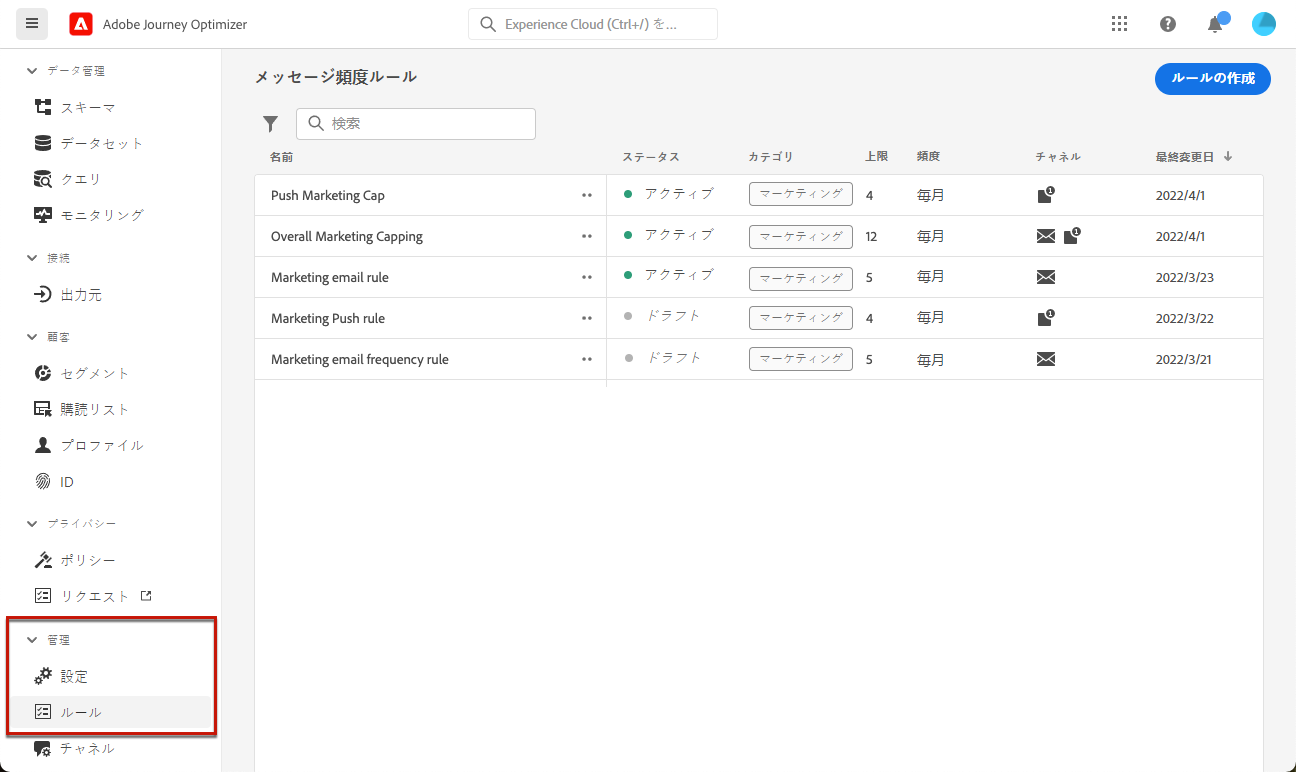 Adobe Journey Optimizer
Experience Cloud (Ctrl+/) を...
データ管理
スキーマ
データセット
クエリ
モニタリング
接続
出力元
顧客
セグメント
購読リスト
プロファイル
ID
プライバシー
ポリシー
リクエスト
管理
設定
ルール
チャネル
メッセージ頻度ルール
ルールの作成
検索
名前 ステータス カテゴリ 上限 頻度 チャネル 最終変更日
Push Marketing Cap アクティブ マーケティング 4 毎月 1 2022/4/1
Overall Marketing Capping アクティブ マーケティング 12 毎月 1 2022/4/1
Marketing email rule アクティブ マーケティング 5 毎月 2022/3/23
Marketing Push rule ドラフト マーケティング 4 毎月 1 2022/3/22
Marketing email frequency rule ドラフト マーケティング 5 毎月 2022/3/21